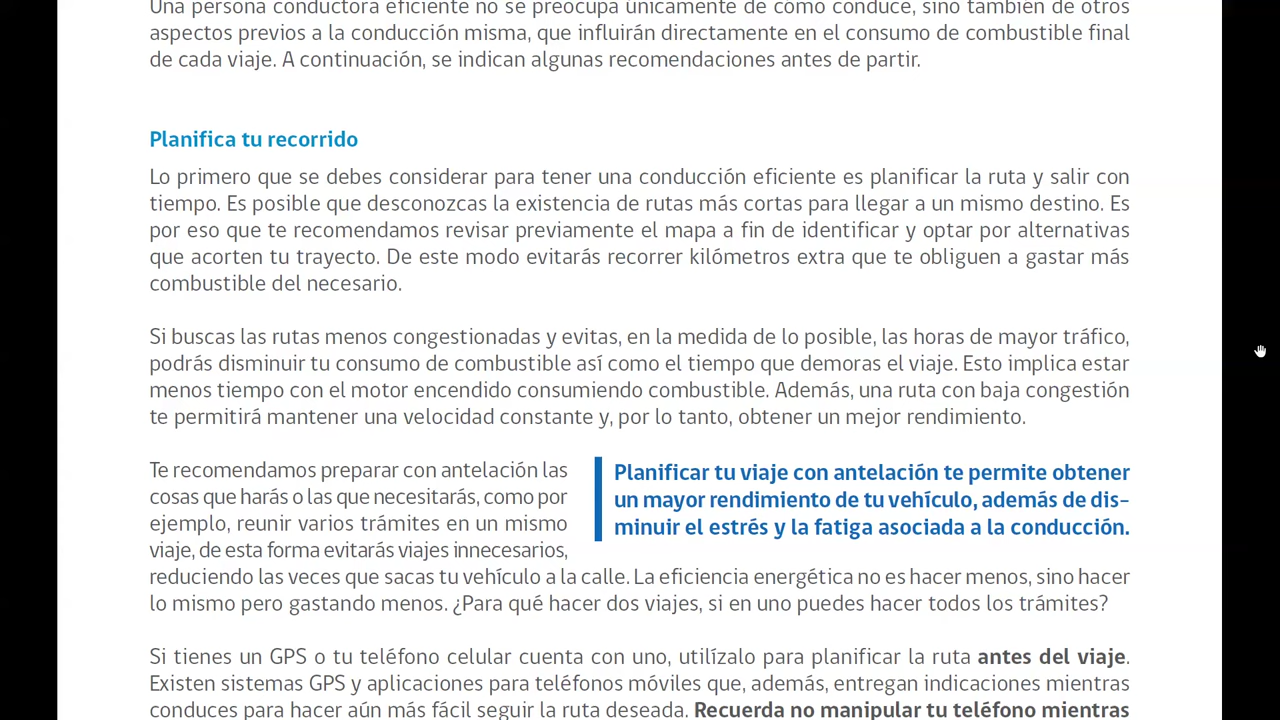 Una persona conductora eficiente no se preocupa únicamente de cómo conduce, sino también de otros
aspectos previos a la conducción misma, que influirán directamente en el consumo de combustible final
de cada viaje. A continuación, se indican algunas recomendaciones antes de partir.
Planifica tu recorrido
Lo primero que se debes considerar para tener una conducción eficiente es planificar la ruta y salir con
tiempo. Es posible que desconozcas la existencia de rutas más cortas para llegar a un mismo destino. Es
por eso que te recomendamos revisar previamente el mapa a fin de identificar y optar por alternativas
que acorten tu trayecto. De este modo evitarás recorrer kilómetros extra que te obliguen a gastar más
combustible del necesario.
Si buscas las rutas menos congestionadas y evitas, en la medida de lo posible, las horas de mayor tráfico,
podrás disminuir tu consumo de combustible así como el tiempo que demoras el viaje. Esto implica estar
menos tiempo con el motor encendido consumiendo combustible. Además, una ruta con baja congestión
te permitirá mantener una velocidad constante y, por lo tanto, obtener un mejor rendimiento.
Te recomendamos preparar con antelación las
cosas que harás o las que necesitarás, como por
ejemplo, reunir varios trámites en un mismo
viaje, de esta forma evitarás viajes innecesarios,
Planificar tu viaje con antelación te permite obtener
un mayor rendimiento de tu vehículo, además de dis-
minuir el estrés y la fatiga asociada a la conducción.
reduciendo las veces que sacas tu vehículo a la calle. La eficiencia energética no es hacer menos, sino hacer
lo mismo pero gastando menos. ¿Para qué hacer dos viajes, si en uno puedes hacer todos los trámites?
Si tienes un GPS o tu teléfono celular cuenta con uno, utilízalo para planificar la ruta antes del viaje.
Existen sistemas GPS y aplicaciones para teléfonos móviles que, además, entregan indicaciones mientras
conduces para hacer aún más fácil seguir la ruta deseada. Recuerda no manipular tu teléfono mientras